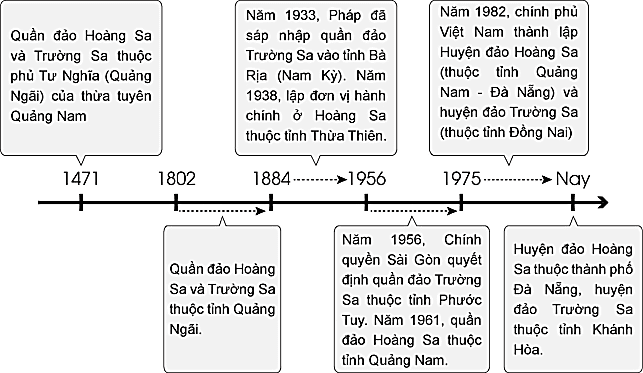 Quần đảo Hoàng Sa
và Trường Sa thuộc
phủ Tư Nghĩa (Quảng
Ngãi) của thừa tuyên
Quảng Nam
Năm 1933, Pháp đã
sáp nhập quần đảo
Trường Sa vào tỉnh Bà
Rịa (Nam Kỳ). Năm
1938, lập đơn vị hành
chính ở Hoàng Sa
thuộc tỉnh Thừa Thiên.
Năm 1982, chính phủ
Việt Nam thành lập
Huyện đảo Hoàng Sa
(thuộc tỉnh Quảng
Nam - Đà Nẵng) và
huyện đảo Trường Sa
(thuộc tỉnh Đồng Nai)
1471 1802 1884 1956 1975 Nay
Quần đảo Hoàng
Sa và Trường Sa
thuộc tỉnh Quảng
Ngãi.
Năm 1956, Chính
quyền Sài Gòn quyết
định quần đảo Trường
Sa thuộc tỉnh Phước
Tuy. Năm 1961, quần
đảo Hoàng Sa thuộc
tỉnh Quảng Nam.
Huyện đảo Hoàng
Sa thuộc thành phố
Đà Nẵng, huyện
đảo Trường Sa
thuộc tỉnh Khánh
Hòa.